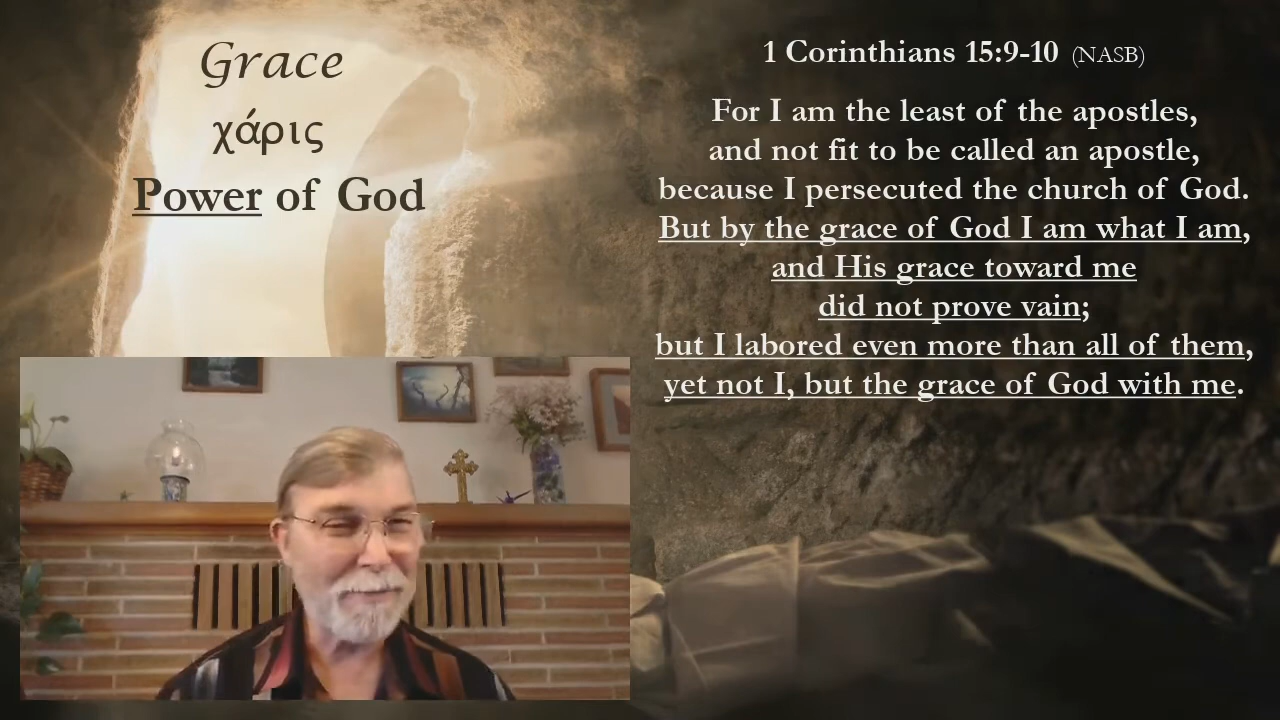 Grace
χάρις
Power of God
1 Corinthians 15:9-10 (NASB)
For I am the least of the apostles,
and not fit to be called an apostle,
because I persecuted the church of God.
But by the grace of God I am what I am,
and His grace toward me
did not prove vain;
but I labored even more than all of them,
yet not I, but the grace of God with me.